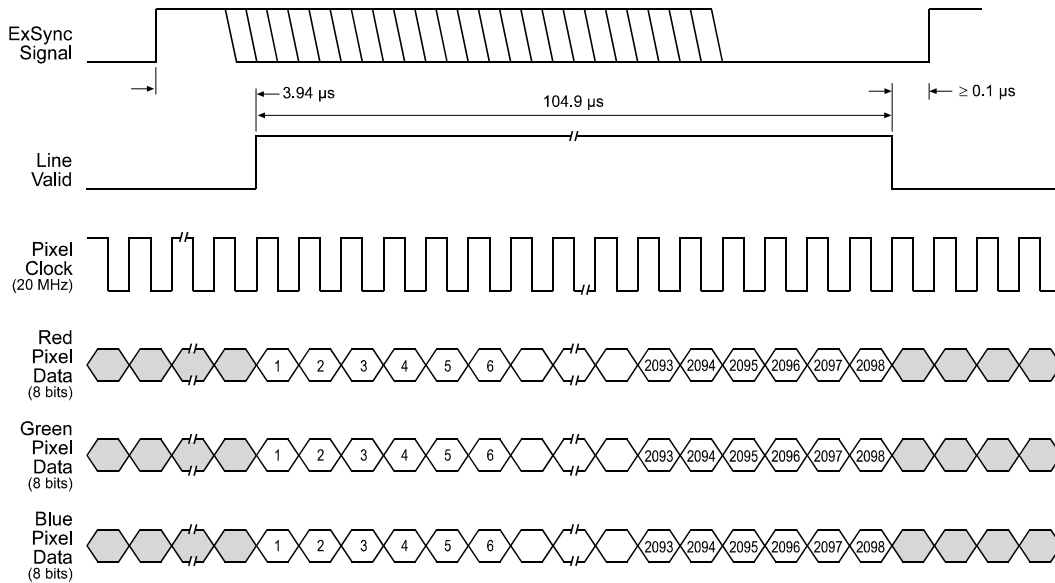 ExSync
Signal
3.94 µs
104.9 µs
≥ 0.1 µs
Line
Valid
Pixel
Clock
(20 MHz)
Red
Pixel
Data
(8 bits)
1 2 3 4 5 6 2093 2094 2095 2096 2097 2098
Green
Pixel
Data
(8 bits)
1 2 3 4 5 6 2093 2094 2095 2096 2097 2098
Blue
Pixel
Data
(8 bits)
1 2 3 4 5 6 2093 2094 2095 2096 2097 2098